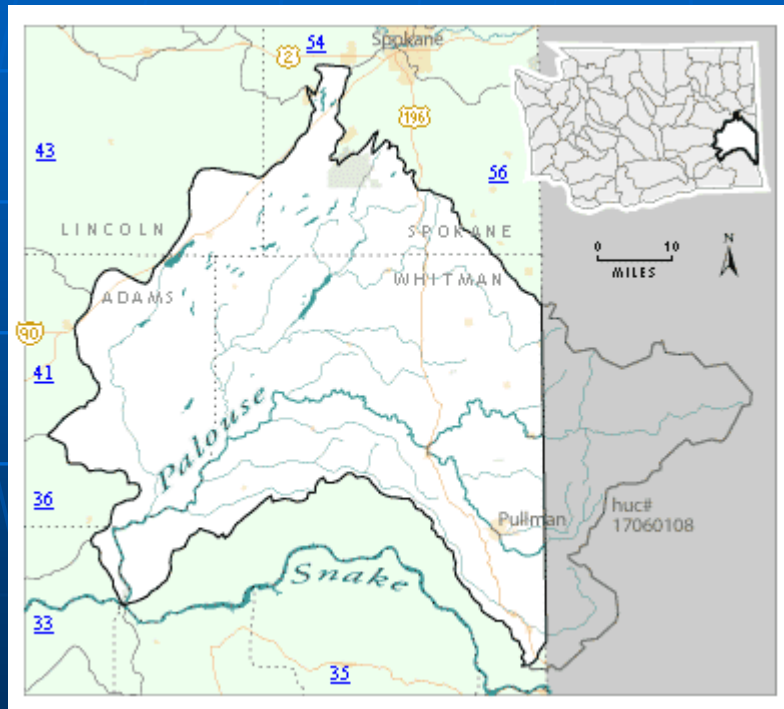 54
Spokane
2
196
43
56
LINCOLN
SPOKANE
0 10
MILES
N
WHITMAN
ADAMS
90
41
Palouse
36
Pullman
huc#
17060108
Snake
33
35